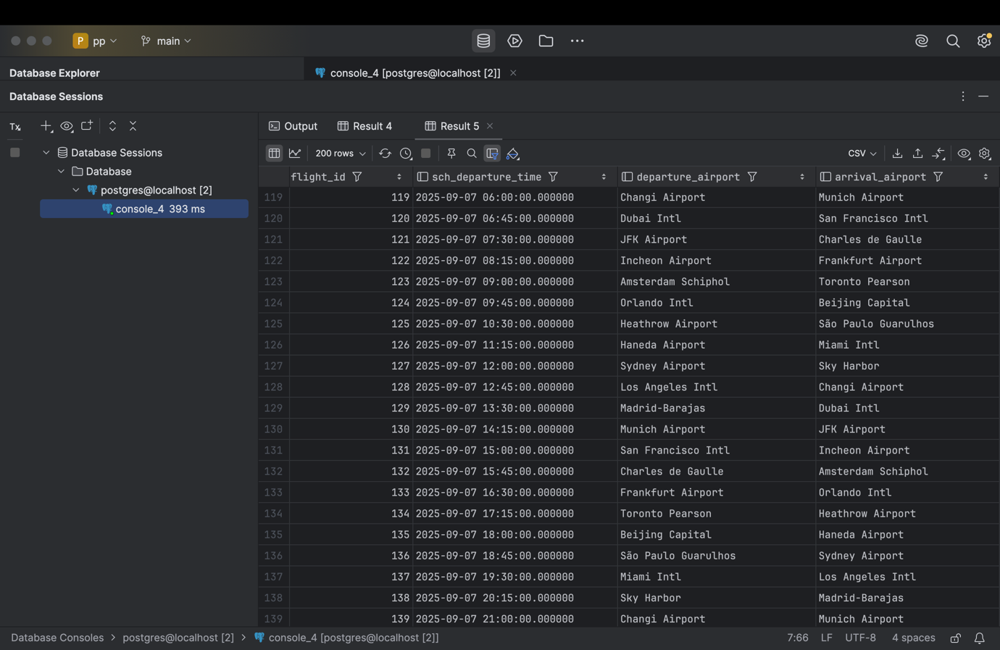 P pp main
Database Explorer
console_4 [postgres@localhost [2]]
Database Sessions
Tx
Output Result 4 Result 5
Database Sessions
Database
postgres@localhost [2]
console_4 393 ms
200 rows CSV
flight_id sch_departure_time departure_airport arrival_airport
119 119 2025-09-07 06:00:00.000000 Changi Airport Munich Airport
120 120 2025-09-07 06:45:00.000000 Dubai Intl San Francisco Intl
121 121 2025-09-07 07:30:00.000000 JFK Airport Charles de Gaulle
122 122 2025-09-07 08:15:00.000000 Incheon Airport Frankfurt Airport
123 123 2025-09-07 09:00:00.000000 Amsterdam Schiphol Toronto Pearson
124 124 2025-09-07 09:45:00.000000 Orlando Intl Beijing Capital
125 125 2025-09-07 10:30:00.000000 Heathrow Airport São Paulo Guarulhos
126 126 2025-09-07 11:15:00.000000 Haneda Airport Miami Intl
127 127 2025-09-07 12:00:00.000000 Sydney Airport Sky Harbor
128 128 2025-09-07 12:45:00.000000 Los Angeles Intl Changi Airport
129 129 2025-09-07 13:30:00.000000 Madrid-Barajas Dubai Intl
130 130 2025-09-07 14:15:00.000000 Munich Airport JFK Airport
131 131 2025-09-07 15:00:00.000000 San Francisco Intl Incheon Airport
132 132 2025-09-07 15:45:00.000000 Charles de Gaulle Amsterdam Schiphol
133 133 2025-09-07 16:30:00.000000 Frankfurt Airport Orlando Intl
134 134 2025-09-07 17:15:00.000000 Toronto Pearson Heathrow Airport
135 135 2025-09-07 18:00:00.000000 Beijing Capital Haneda Airport
136 136 2025-09-07 18:45:00.000000 São Paulo Guarulhos Sydney Airport
137 137 2025-09-07 19:30:00.000000 Miami Intl Los Angeles Intl
138 138 2025-09-07 20:15:00.000000 Sky Harbor Madrid-Barajas
139 139 2025-09-07 21:00:00.000000 Changi Airport Munich Airport
Database Consoles > postgres@localhost [2] > console_4 [postgres@localhost [2]] 7:66 LF UTF-8 4 spaces